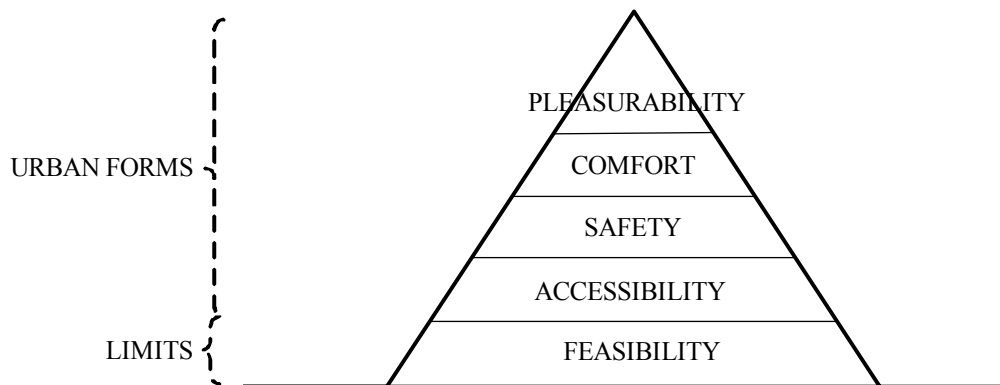 PLEASURABILITY
URBAN FORMS
COMFORT
SAFETY
ACCESSIBILITY
LIMITS
FEASIBILITY